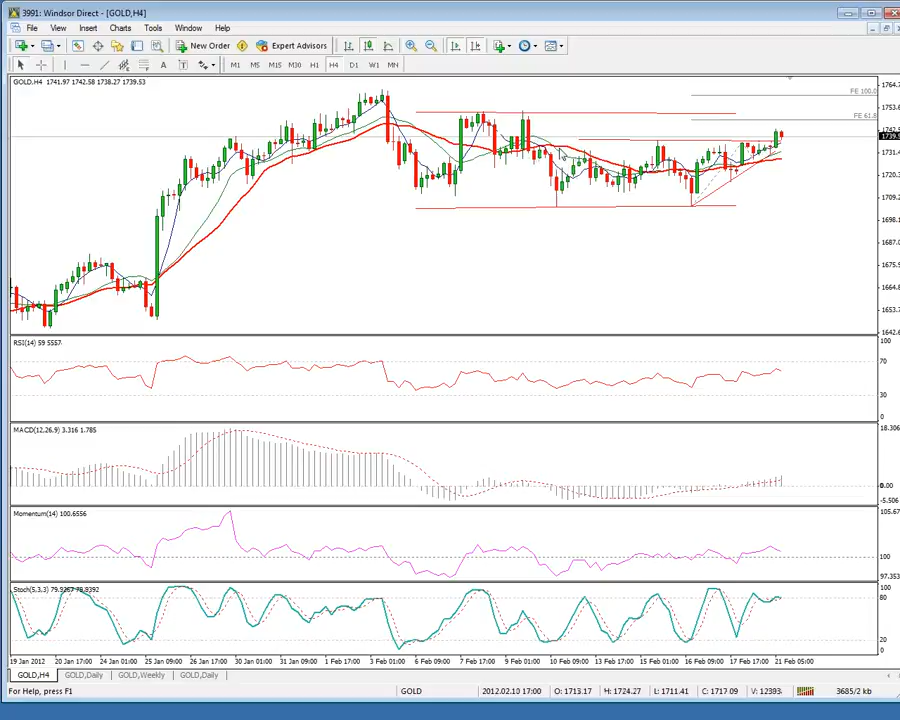 3991: Windsor Direct - [GOLD,H4]
File View Insert Charts Tools Window Help
New Order Expert Advisors
A T M1 M5 M15 M30 H1 H4 D1 W1 MN
GOLD,H4 1741.97 1742.58 1738.27 1739.53
1764.7
FE 100.0
1753.6
FE 61.8
1742.5
1739.5
1731.4
1720.3
1709.2
1698.1
1687.0
1675.5
1664.8
1653.7
1642.6
RSI(14) 59.5557
100
70
30
0
MACD(12,26,9) 3.316 1.785
18.306
0.00
-5.506
Momentum(14) 100.6556
105.67
100
97.353
Stoch(5,3,3)
100
80
20
0
19 Jan 2012 20 Jan 17:00 24 Jan 01:00 25 Jan 09:00 26 Jan 17:00 30 Jan 01:00 31 Jan 09:00 1 Feb 17:00 3 Feb 01:00 6 Feb 09:00 7 Feb 17:00 9 Feb 01:00 10 Feb 09:00 13 Feb 17:00 15 Feb 01:00 16 Feb 09:00 17 Feb 17:00 21 Feb 05:00
GOLD,H4 GOLD,Daily GOLD,Weekly GOLD,Daily
For Help, press F1 GOLD 2012.02.10 17:00 O: 1713.17 H: 1724.27 L: 1711.41 C: 1717.09 V: 12393 3685/2 kb